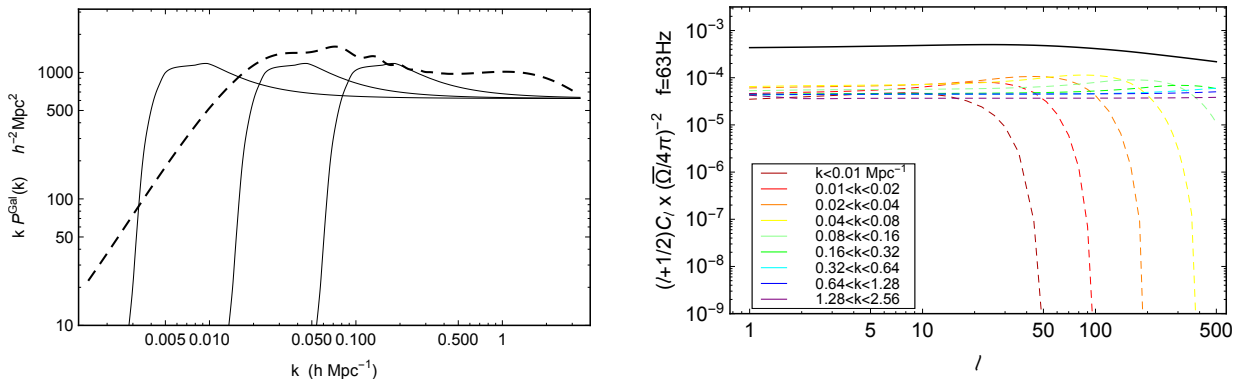 1000
500
100
50
10
0.005
0.010
0.050
0.100
0.500
1
k P^Gal(k) h⁻²Mpc²
k (h Mpc⁻¹)
10⁻³
10⁻⁴
10⁻⁵
10⁻⁶
10⁻⁷
10⁻⁸
10⁻⁹
(ℓ+1/2)Cℓ x (Ω̅/4π)⁻² f=63Hz
k<0.01 Mpc⁻¹
0.01<k<0.02
0.02<k<0.04
0.04<k<0.08
0.08<k<0.16
0.16<k<0.32
0.32<k<0.64
0.64<k<1.28
1.28<k<2.56
1
5
10
50
100
500
ℓ